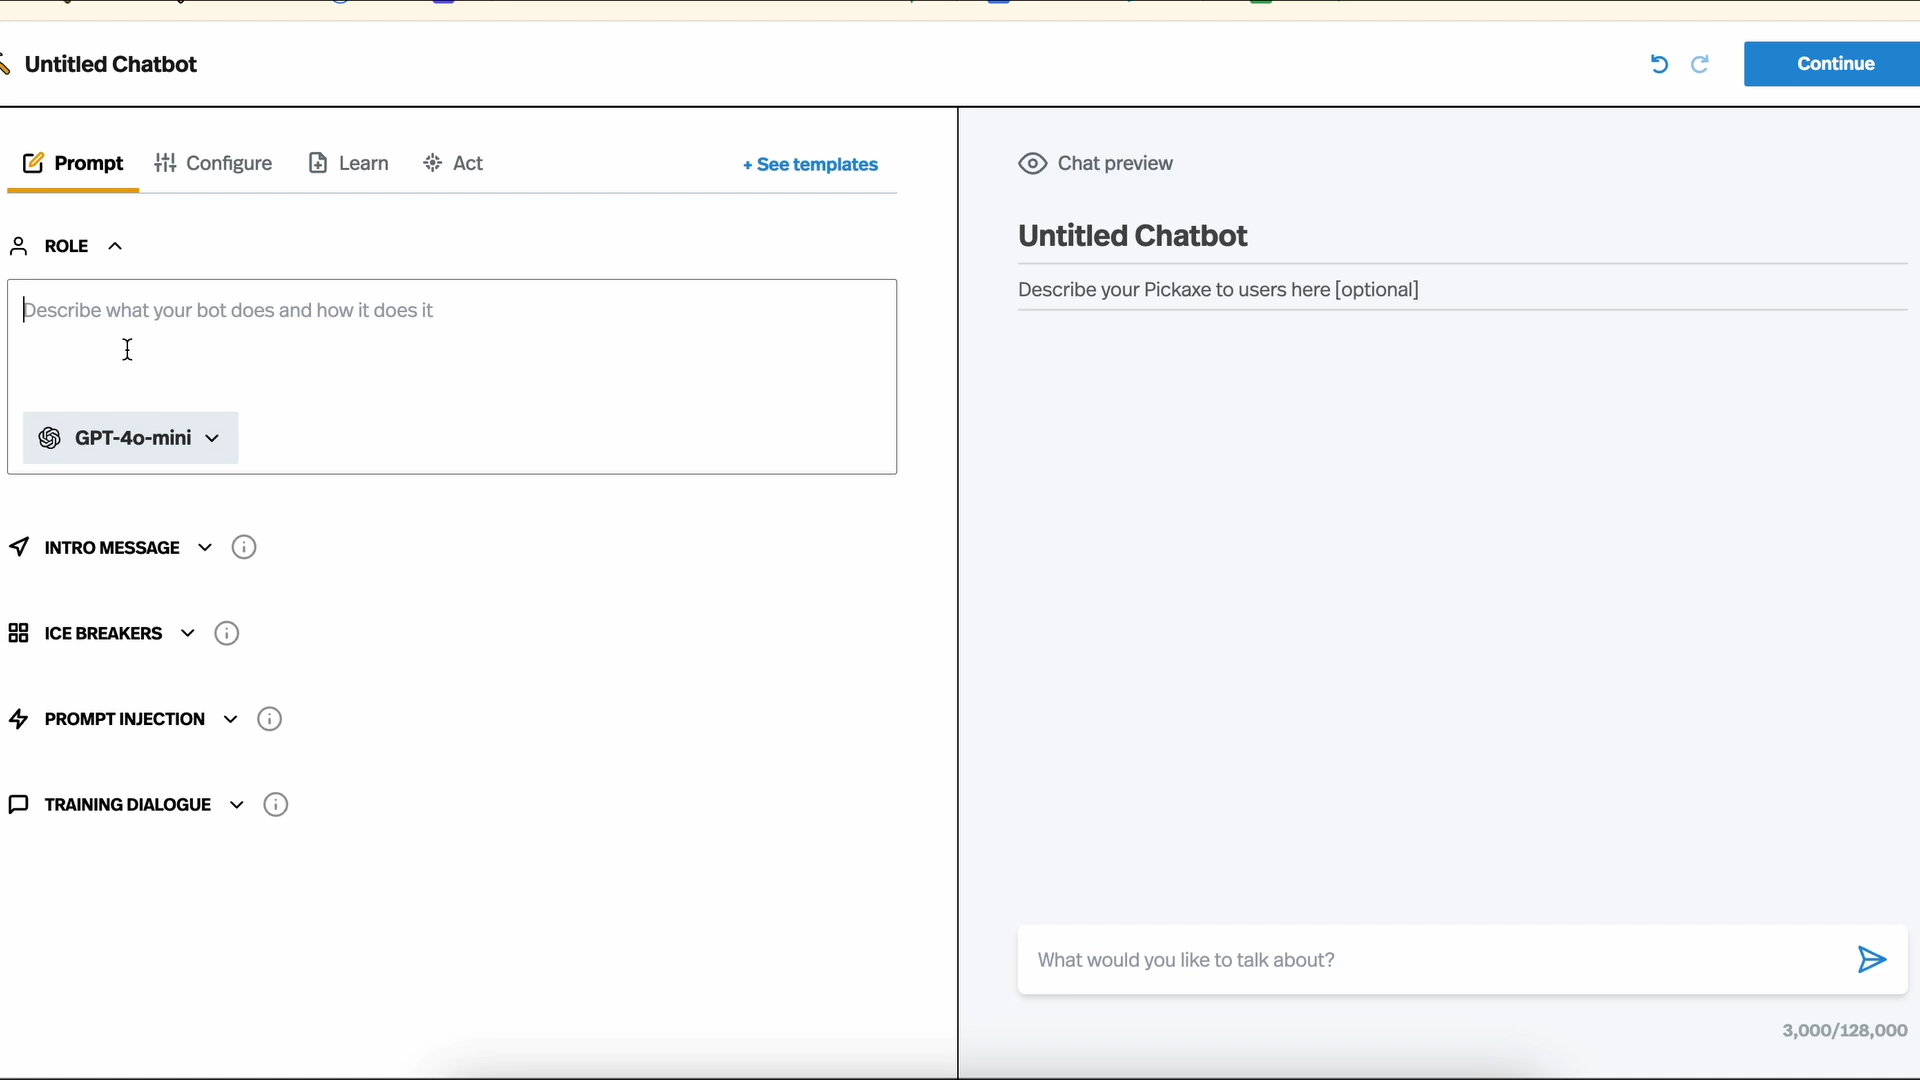 Untitled Chatbot
Continue
Prompt
Configure
Learn
Act
+ See templates
ROLE
Describe what your bot does and how it does it
GPT-4o-mini
INTRO MESSAGE
ICE BREAKERS
PROMPT INJECTION
TRAINING DIALOGUE
Chat preview
Untitled Chatbot
Describe your Pickaxe to users here [optional]
What would you like to talk about?
3,000/128,000